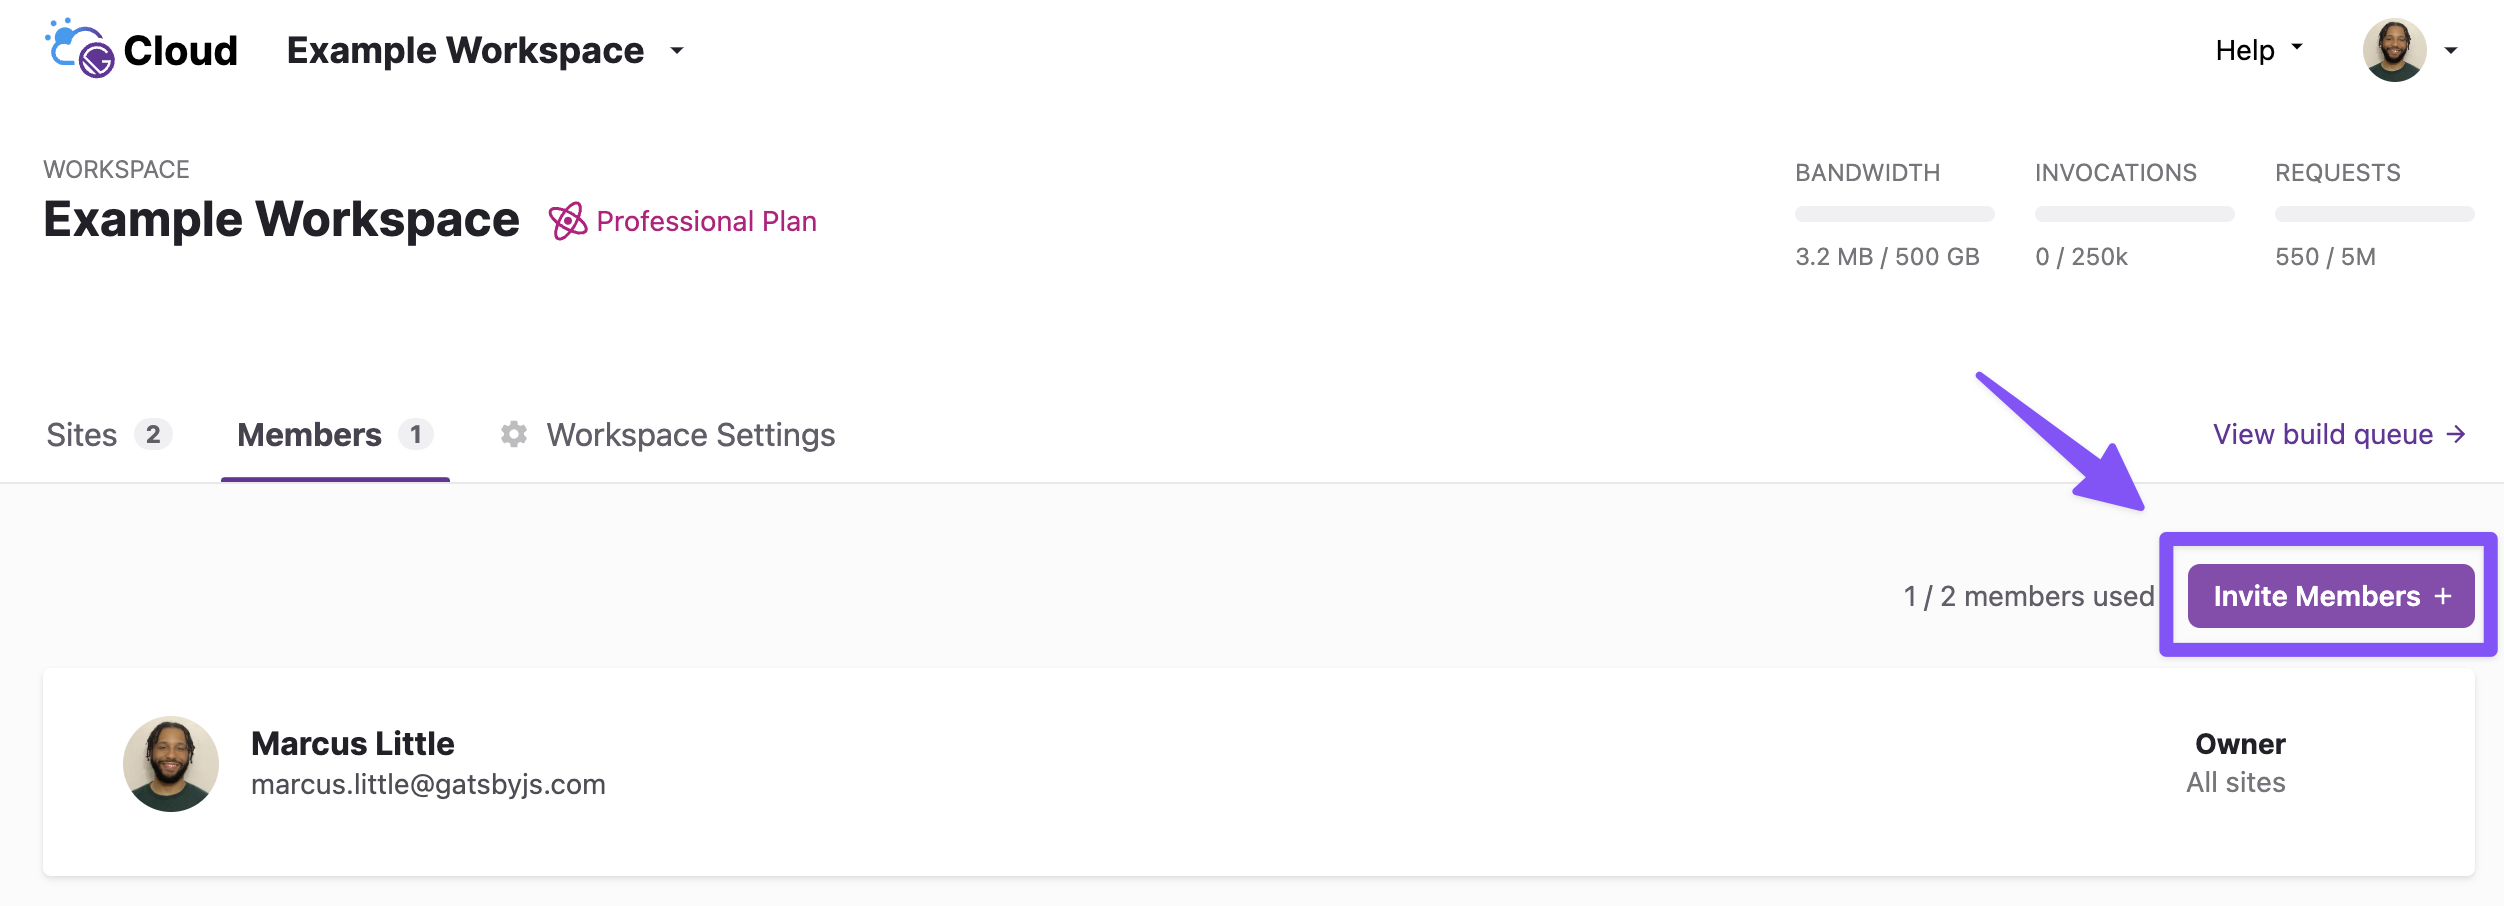 Cloud
Example Workspace
Help
WORKSPACE
Example Workspace
Professional Plan
BANDWIDTH
3.2 MB / 500 GB
INVOCATIONS
0 / 250k
REQUESTS
550 / 5M
Sites 2
Members 1
Workspace Settings
View build queue →
1 / 2 members used
Invite Members +
Marcus Little
marcus.little@gatsbyjs.com
Owner
All sites